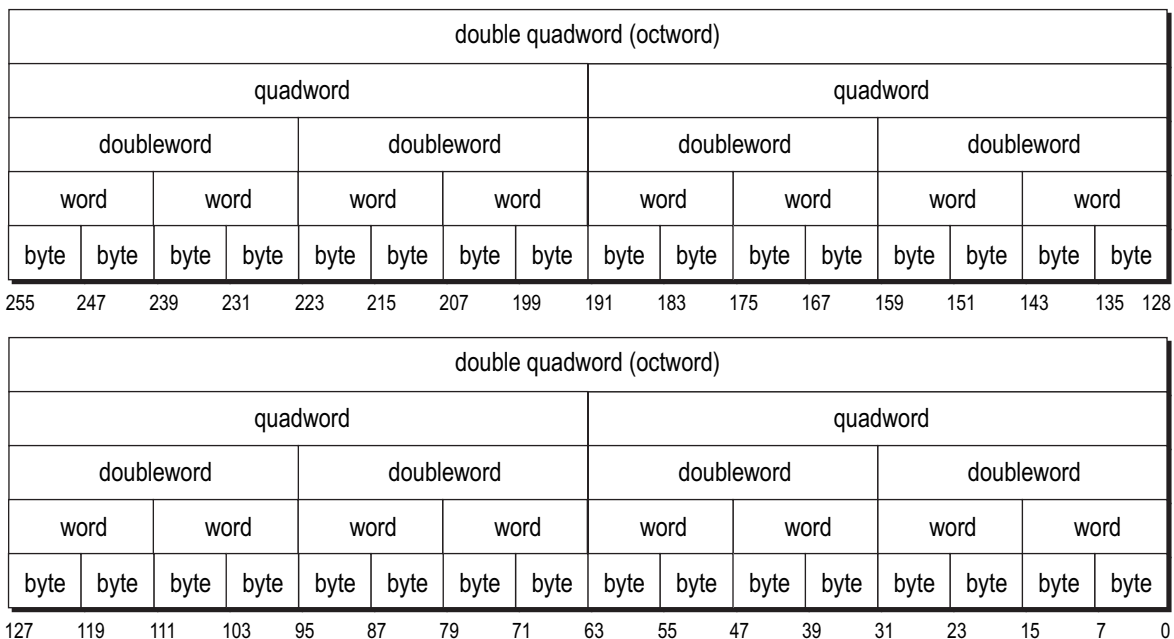 double quadword (octword)
quadword quadword
doubleword doubleword doubleword doubleword
word word word word word word word word
byte byte byte byte byte byte byte byte byte byte byte byte byte byte byte byte
255 247 239 231 223 215 207 199 191 183 175 167 159 151 143 135 128
double quadword (octword)
quadword quadword
doubleword doubleword doubleword doubleword
word word word word word word word word
byte byte byte byte byte byte byte byte byte byte byte byte byte byte byte byte
127 119 111 103 95 87 79 71 63 55 47 39 31 23 15 7 0